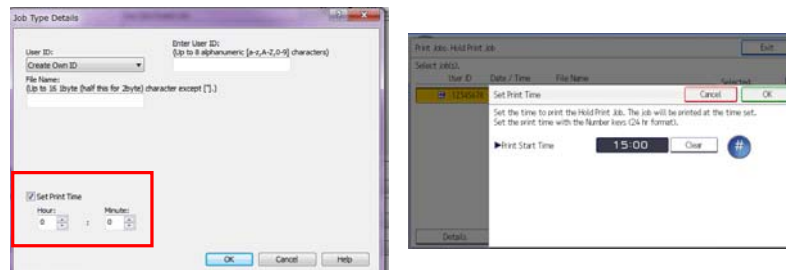 Job Type Details
User ID:
Create Own ID
Enter User ID:
(Up to 8 alphanumeric [a-z,A-Z,0-9] characters)
File Name:
(Up to 16 1byte (half this for 2byte) character except ["].)
Set Print Time
Hour:
Minute:
0 : 0
OK Cancel Help
Print Jobs: Hold Print Job Exit
Select job(s).
User ID Date / Time File Name Selected:
Set Print Time Cancel OK
Set the time to print the Hold Print Job. The job will be printed at the time set.
Set the print time with the Number keys (24 hr format).
▶Print Start Time 15:00 Clear #
Details